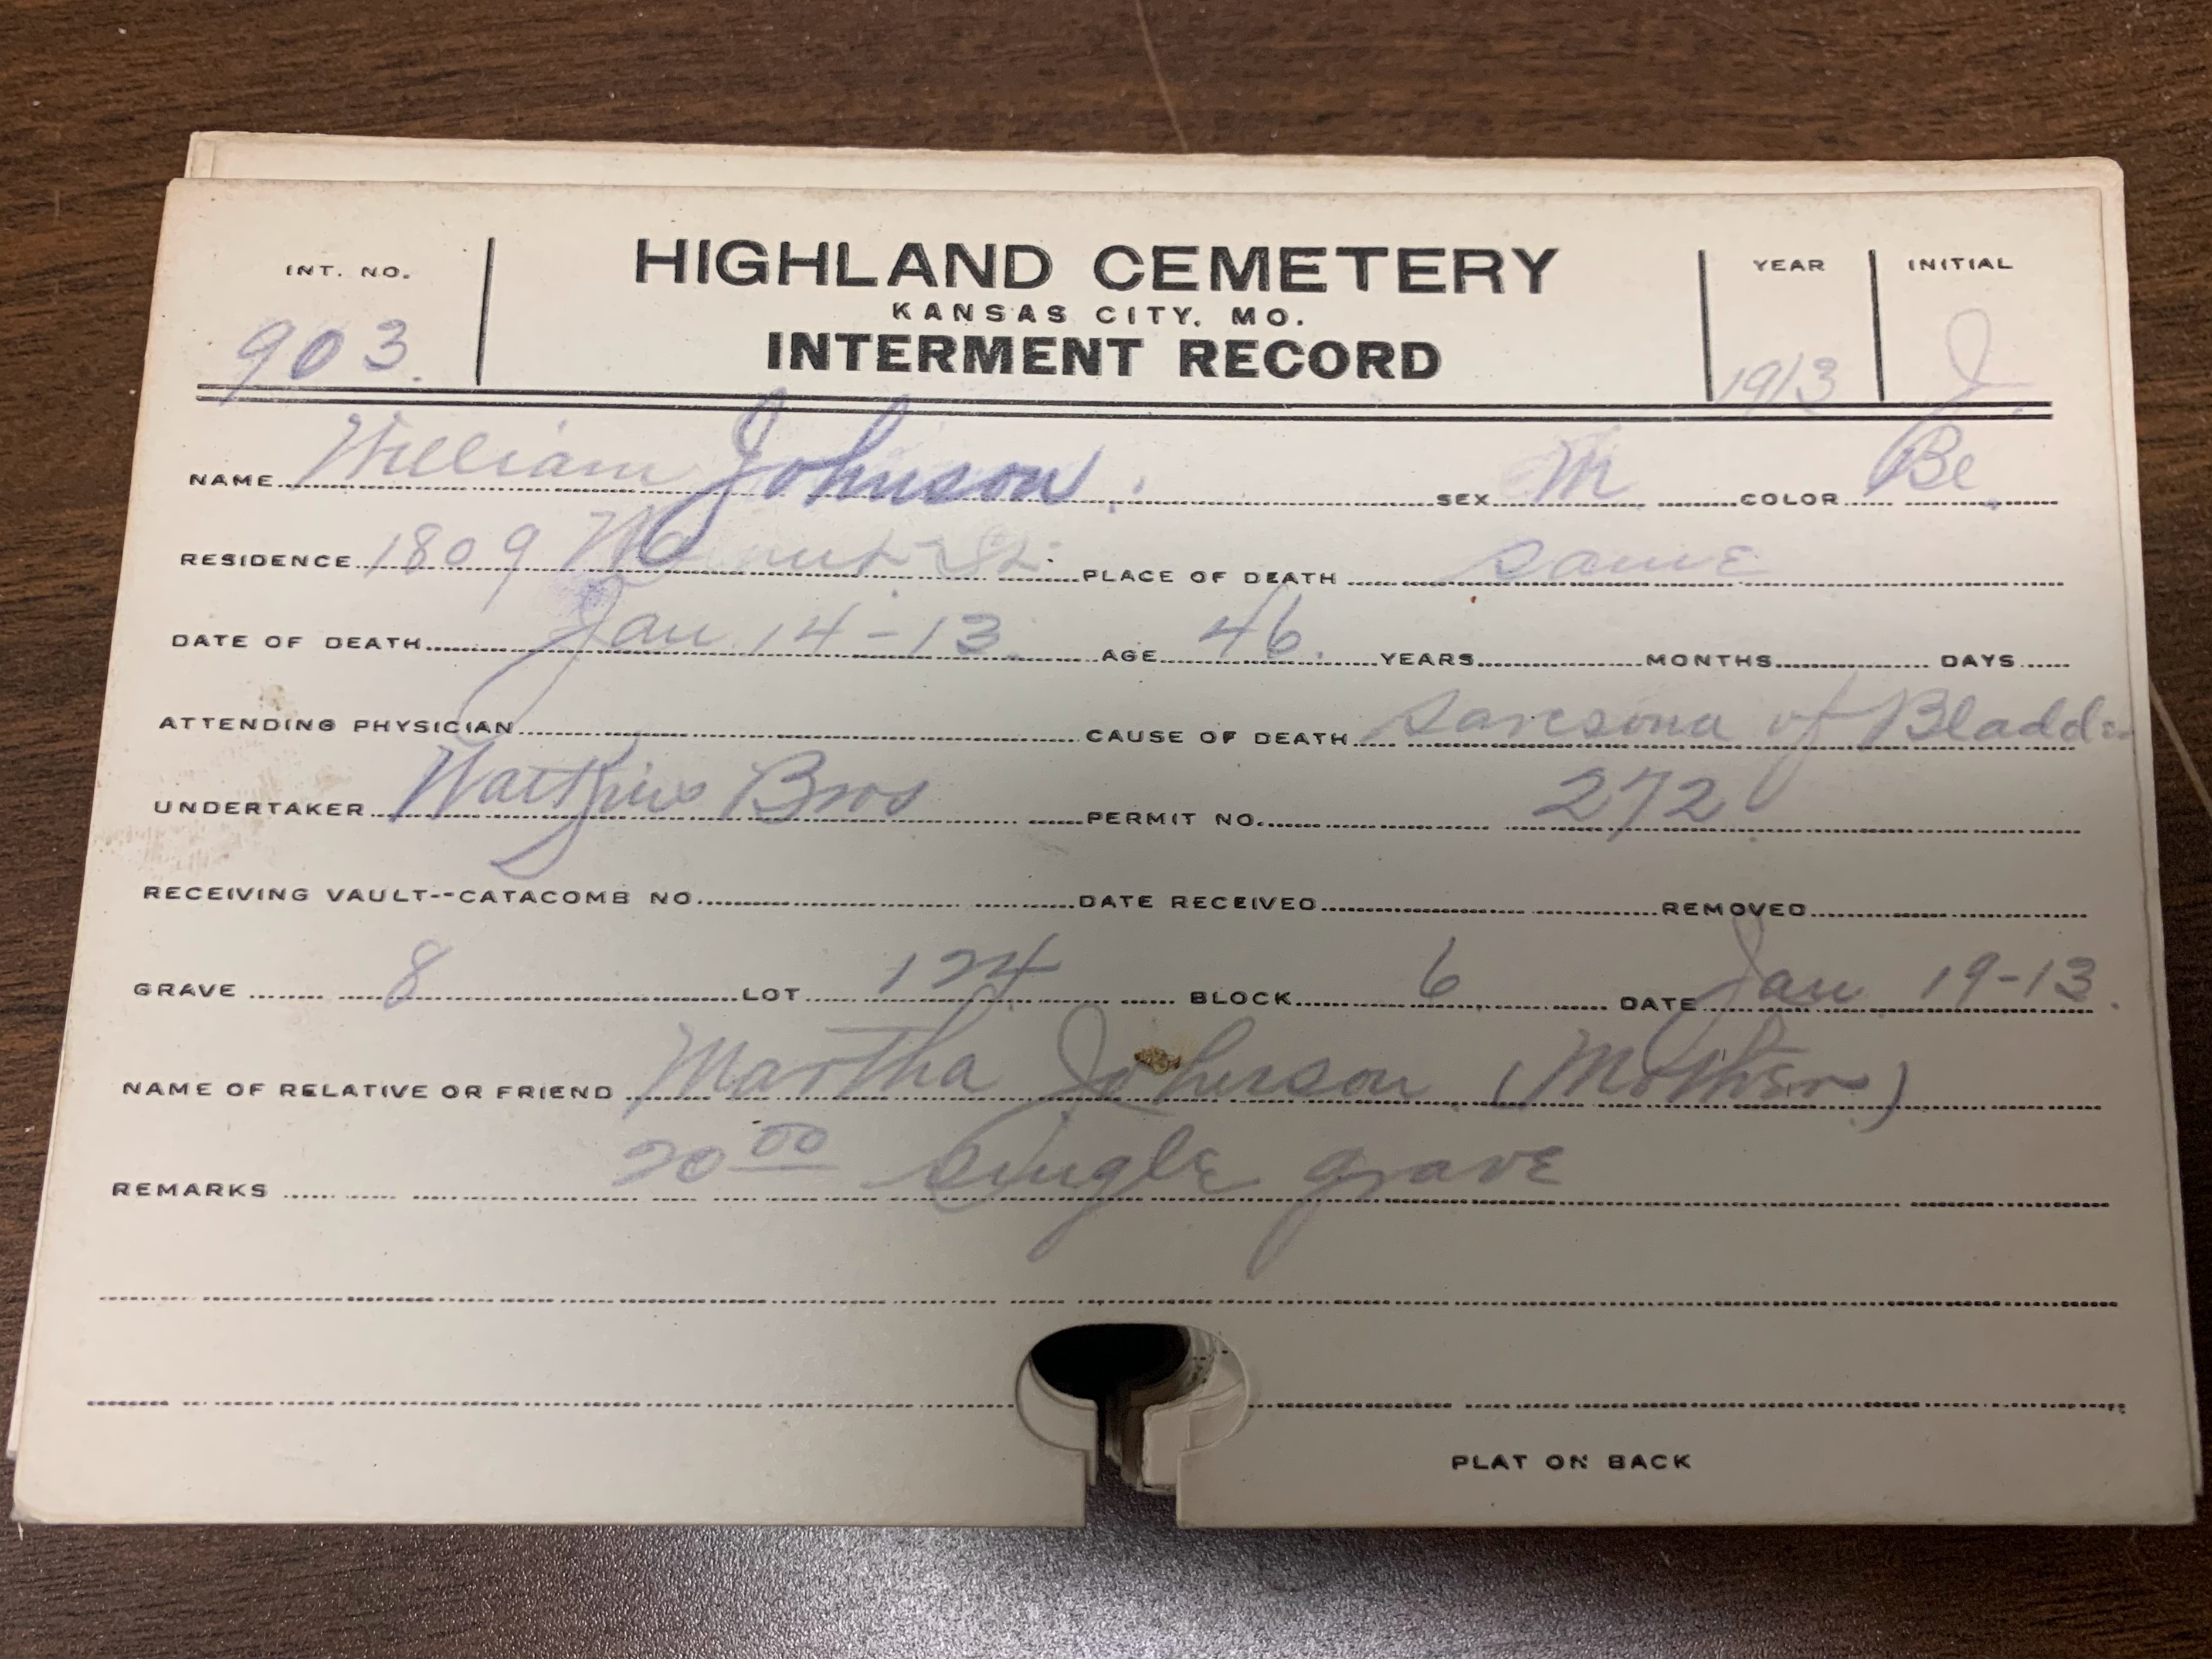 INT. NO. HIGHLAND CEMETERY YEAR INITIAL
KANSAS CITY, MO.
903. INTERMENT RECORD 1913 J.
NAME William Johnson. SEX M COLOR Bl.
RESIDENCE 1809 Walnut St. PLACE OF DEATH same
DATE OF DEATH Jan 14-13. AGE 46. YEARS MONTHS DAYS
ATTENDING PHYSICIAN CAUSE OF DEATH Sarcsona of Bladder
UNDERTAKER Watkins Bros PERMIT NO. 272
RECEIVING VAULT--CATACOMB NO. DATE RECEIVED REMOVED
GRAVE 8 LOT 124 BLOCK 6 DATE Jan 19-13.
NAME OF RELATIVE OR FRIEND Martha Johnson (Mother)
REMARKS 20 00 single grave
PLAT ON BACK